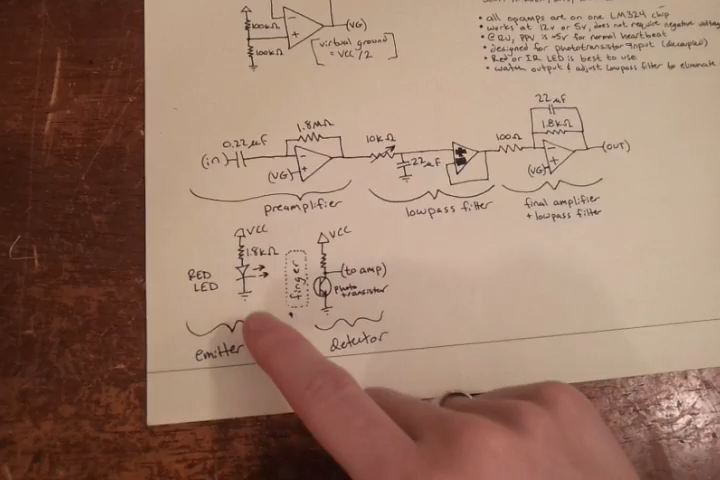 • all opamps are on one LM324 chip
• works at 12v or 5v, does not require negative voltage
• @12V, PPV is ~5V for normal heartbeat
• designed for phototransistor input (decoupled)
• Red or IR LED is best to use
• watch output & adjust lowpass filter to eliminate
100kΩ
100kΩ
(VG)
[virtual ground = VCC/2]
0.22µF
(in)
1.8MΩ
(VG)
10kΩ
22µF
100Ω
22µF
1.8kΩ
(VG)
(OUT)
preamplifier
lowpass filter
final amplifier
+ lowpass filter
VCC
1.8kΩ
RED
LED
finger
VCC
(to amp)
photo
transistor
emitter
detector